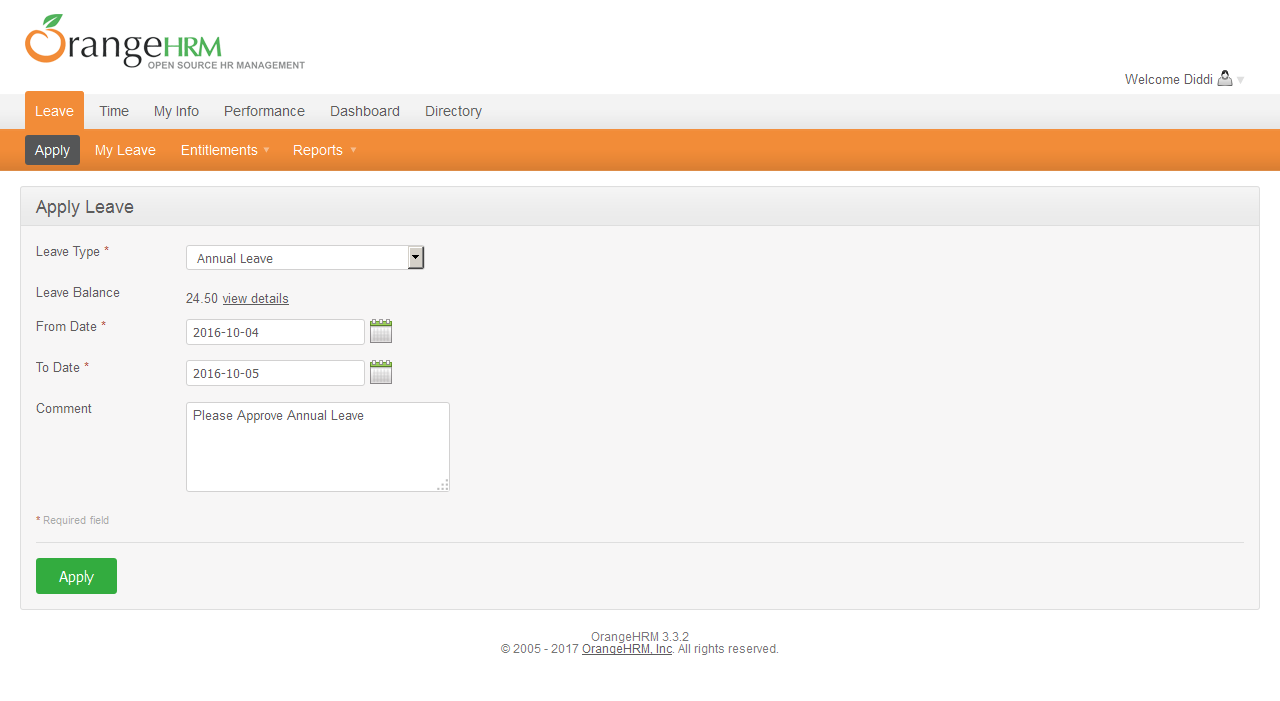 OrangeHRM
OPEN SOURCE HR MANAGEMENT
Welcome Diddi
Leave Time My Info Performance Dashboard Directory
Apply My Leave Entitlements Reports
Apply Leave
Leave Type * Annual Leave
Leave Balance 24.50 view details
From Date * 2016-10-04
To Date * 2016-10-05
Comment Please Approve Annual Leave
* Required field
Apply
OrangeHRM 3.3.2
© 2005 - 2017 OrangeHRM, Inc. All rights reserved.